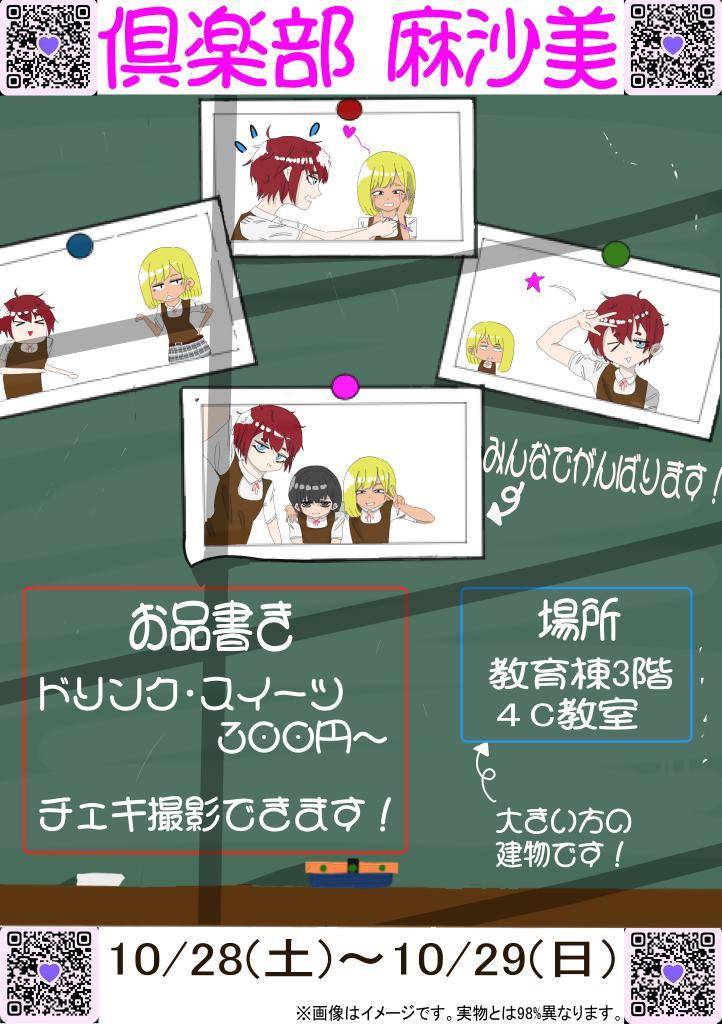 倶楽部 麻沙美
みんなでがんばります！
お品書き
ドリンク・スイーツ
300円～
チェキ撮影できます！
場所
教育棟3階
４C教室
大きい方の
建物です！
10/28(土)～10/29(日)
※画像はイメージです。実物とは98%異なります。